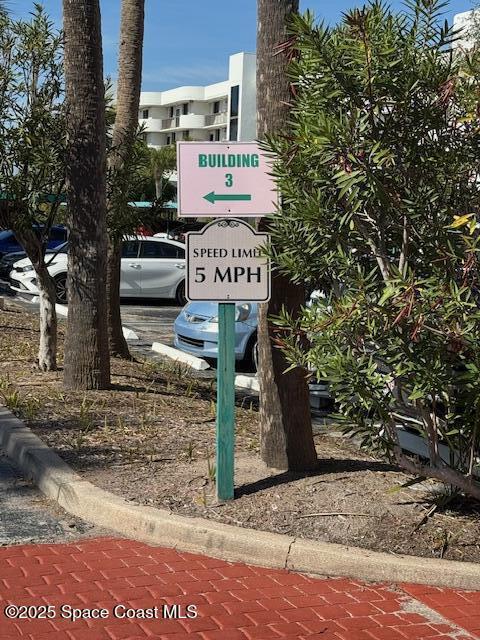 BUILDING
3
SPEED LIMIT
5 MPH
©2025 Space Coast MLS